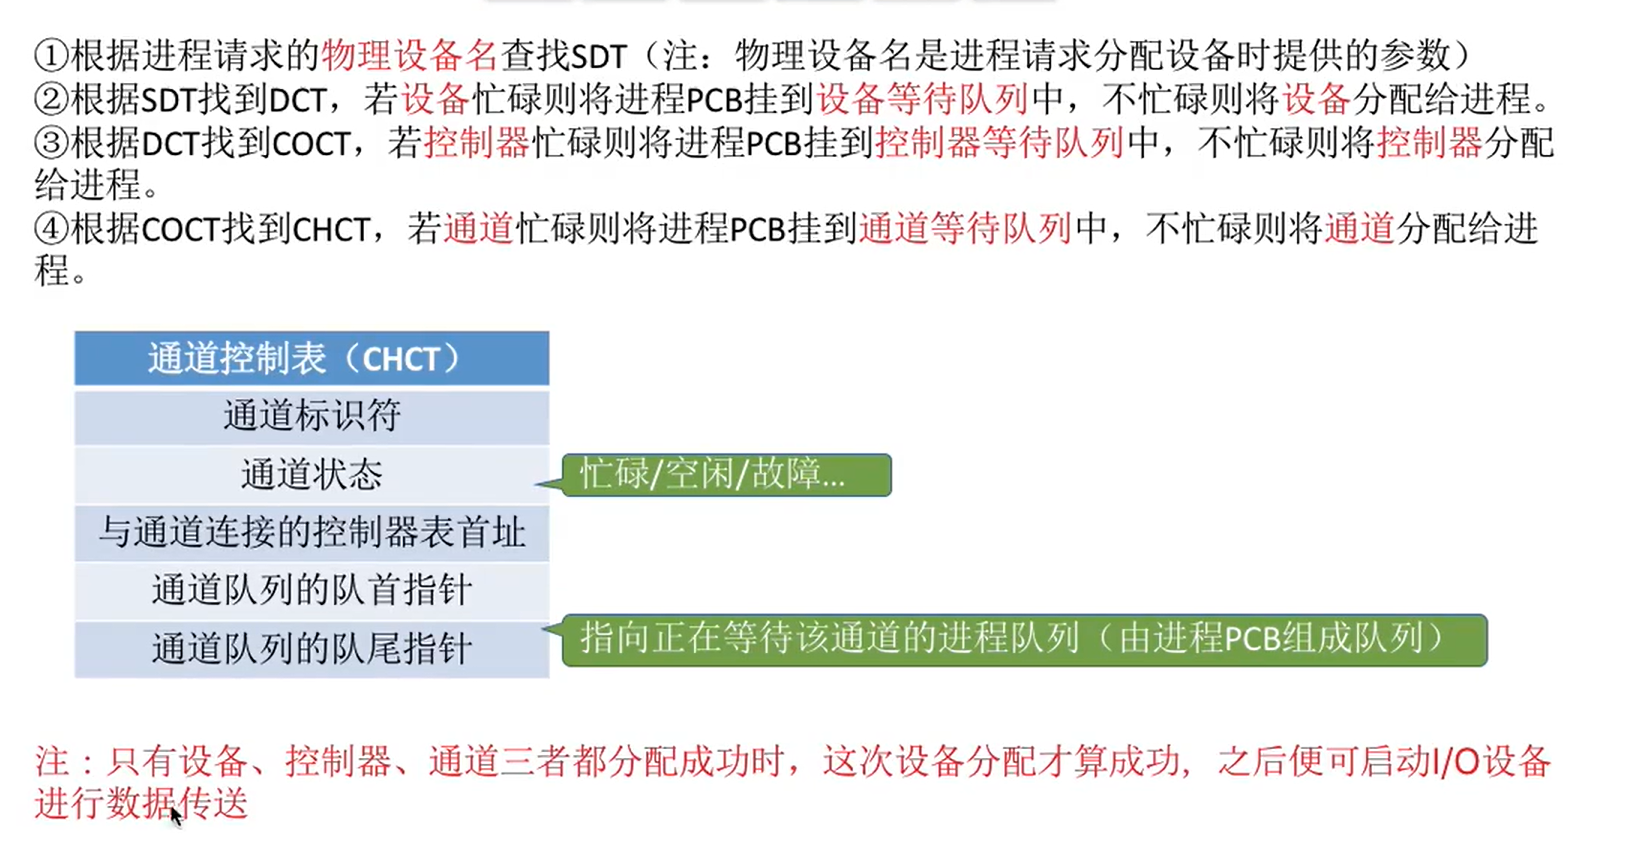 ①根据进程请求的物理设备名查找SDT（注：物理设备名是进程请求分配设备时提供的参数）
②根据SDT找到DCT，若设备忙碌则将进程PCB挂到设备等待队列中，不忙碌则将设备分配给进程。
③根据DCT找到COCT，若控制器忙碌则将进程PCB挂到控制器等待队列中，不忙碌则将控制器分配
给进程。
④根据COCT找到CHCT，若通道忙碌则将进程PCB挂到通道等待队列中，不忙碌则将通道分配给进
程。
通道控制表（CHCT）
通道标识符
通道状态
忙碌/空闲/故障...
与通道连接的控制器表首址
通道队列的队首指针
通道队列的队尾指针
指向正在等待该通道的进程队列（由进程PCB组成队列）
注：只有设备、控制器、通道三者都分配成功时，这次设备分配才算成功，之后便可启动I/O设备
进行数据传送